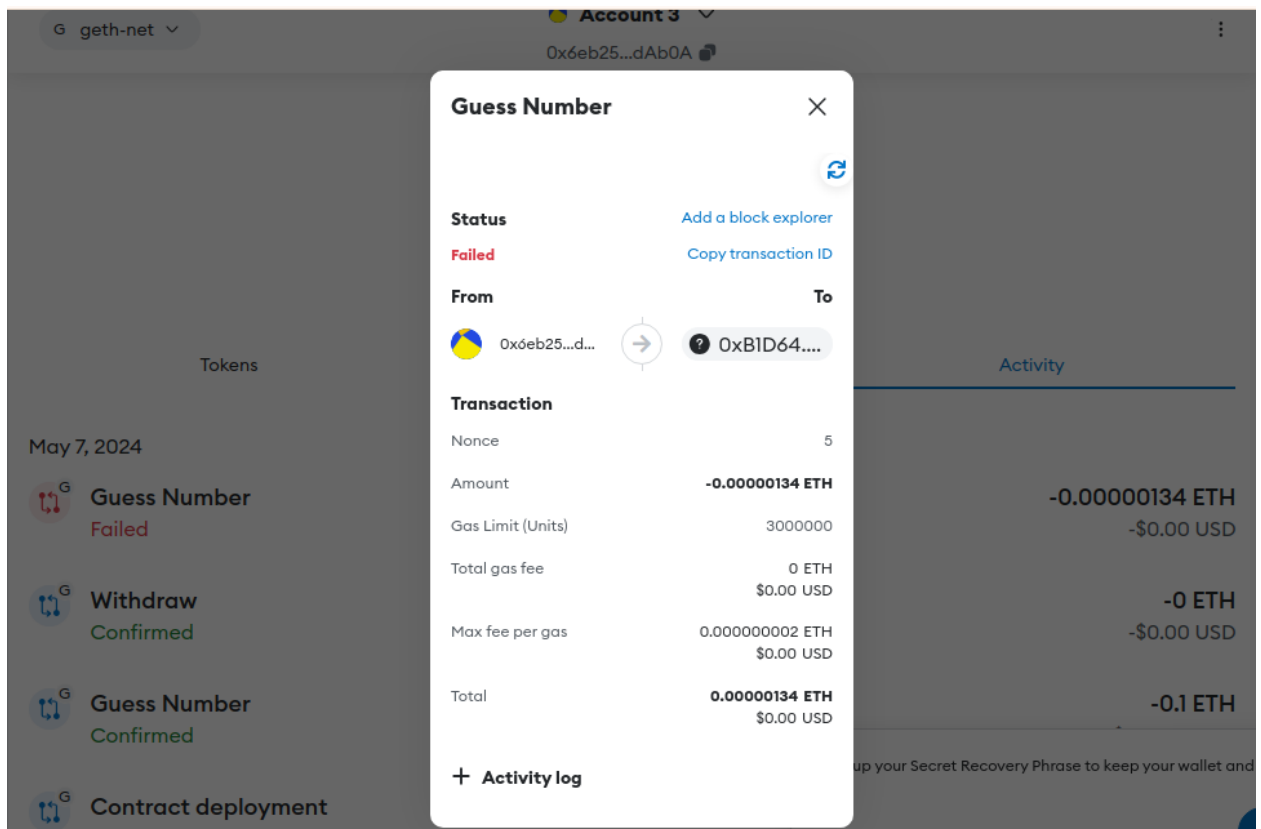 G geth-net
Account 3
0x6eb25...dAb0A
Guess Number
Status
Add a block explorer
Failed
Copy transaction ID
From
To
0x6eb25...d...
? 0xB1D64....
Transaction
Nonce
5
Amount
-0.00000134 ETH
Gas Limit (Units)
3000000
Total gas fee
0 ETH
$0.00 USD
Max fee per gas
0.000000002 ETH
$0.00 USD
Total
0.00000134 ETH
$0.00 USD
+ Activity log
Tokens
Activity
May 7, 2024
G
Guess Number
-0.00000134 ETH
Failed
-$0.00 USD
G
Withdraw
-0 ETH
Confirmed
-$0.00 USD
G
Guess Number
-0.1 ETH
Confirmed
up your Secret Recovery Phrase to keep your wallet and
G
Contract deployment